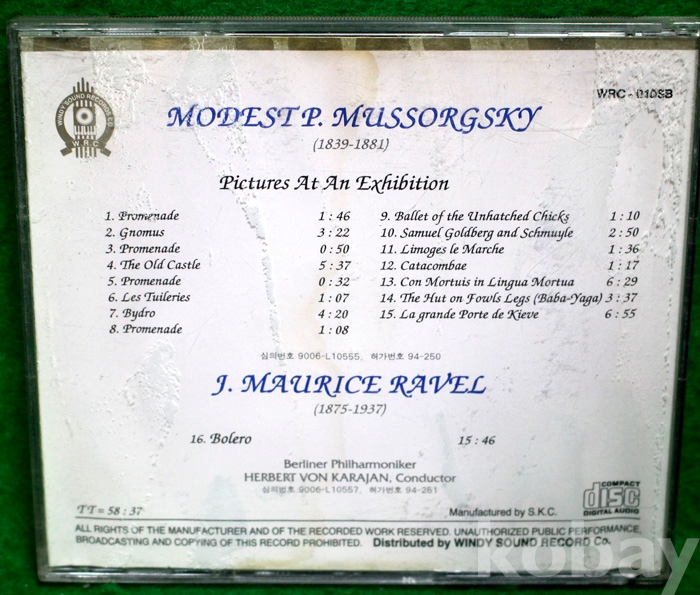 WINDY SOUND RECORDS CO.
W R C
WRC - 010SB
MODEST P. MUSSORGSKY
(1839-1881)
Pictures At An Exhibition
1. Promenade 1 : 46
2. Gnomus 3 : 22
3. Promenade 0 : 50
4. The Old Castle 5 : 37
5. Promenade 0 : 32
6. Les Tuileries 1 : 07
7. Bydro 4 : 20
8. Promenade 1 : 08
9. Ballet of the Unhatched Chicks 1 : 10
10. Samuel Goldberg and Schmuyle 2 : 50
11. Limoges le Marche 1 : 36
12. Catacombae 1 : 17
13. Con Mortuis in Lingua Mortua 6 : 29
14. The Hut on Fowls Legs (Baba-Yaga) 3 : 37
15. La grande Porte de Kieve 6 : 55
심의번호 9006-L10555. 허가번호 94-250
J. MAURICE RAVEL
(1875-1937)
16. Bolero 15 : 46
Berliner Philharmoniker
HERBERT VON KARAJAN, Conductor
심의번호 9006-L10557. 허가번호 94-251
COMPACT
disc
DIGITAL AUDIO
TT = 58 : 37
Manufactured by S.K.C.
ALL RIGHTS OF THE MANUFACTURER AND OF THE RECORDED WORK RESERVED. UNAUTHORIZED PUBLIC PERFORMANCE,
BROADCASTING AND COPYING OF THIS RECORD PROHIBITED. Distributed by WINDY SOUND RECORD Co.
kobay